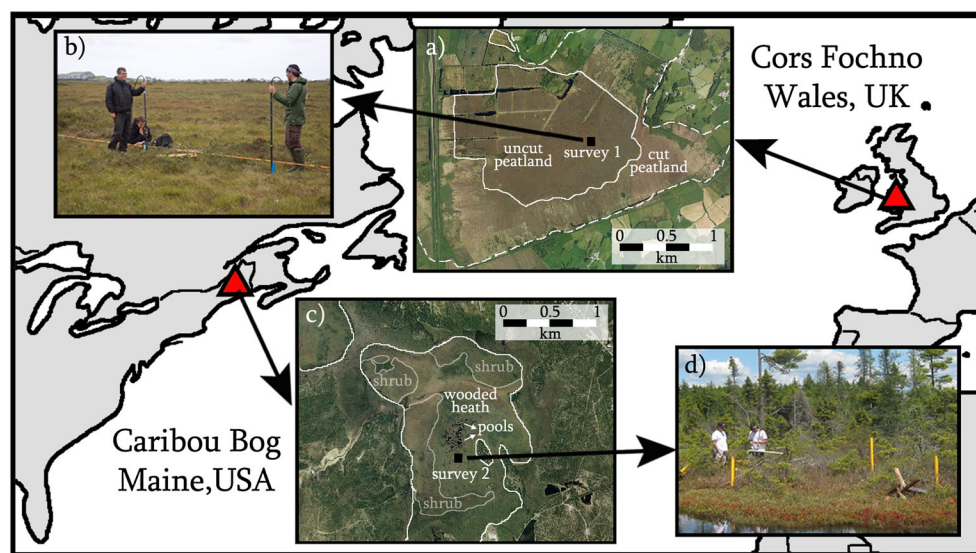 b)
a)
uncut
peatland
survey 1
cut
peatland
0 0.5 1
km
Cors Fochno
Wales, UK
c)
0 0.5 1
km
shrub
shrub
wooded
heath
pools
survey 2
shrub
Caribou Bog
Maine,USA
d)